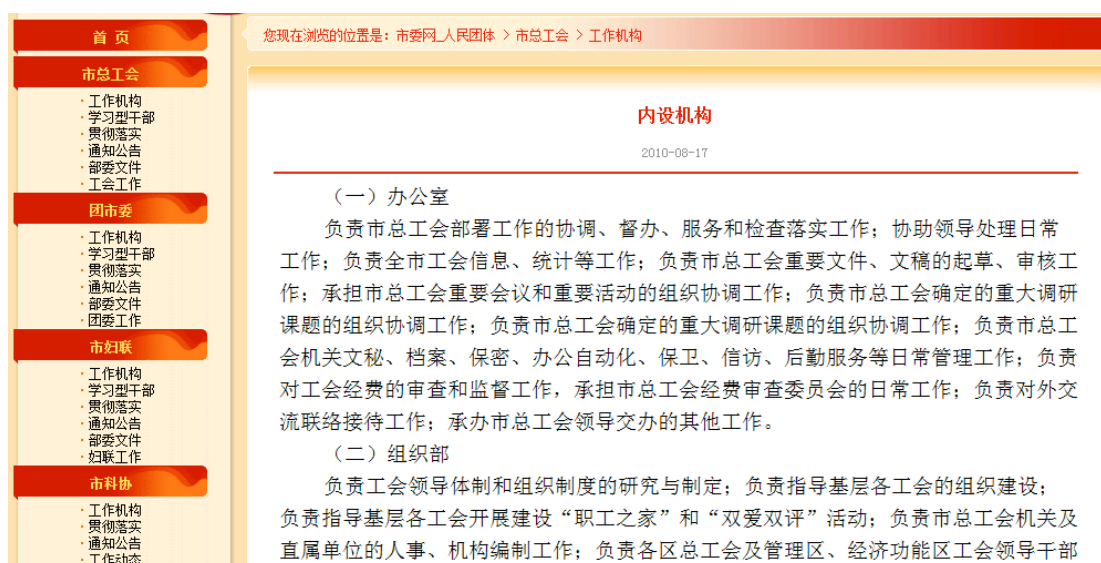 首 页
市总工会
·工作机构
·学习型干部
·贯彻落实
·通知公告
·部委文件
·工会工作
团市委
·工作机构
·学习型干部
·贯彻落实
·通知公告
·部委文件
·团委工作
市妇联
·工作机构
·学习型干部
·贯彻落实
·通知公告
·部委文件
·妇联工作
市科协
·工作机构
·贯彻落实
·通知公告
·工作动态
您现在浏览的位置是：市委网_人民团体 > 市总工会 > 工作机构
内设机构
2010-08-17
（一）办公室
负责市总工会部署工作的协调、督办、服务和检查落实工作；协助领导处理日常
工作；负责全市工会信息、统计等工作；负责市总工会重要文件、文稿的起草、审核工
作；承担市总工会重要会议和重要活动的组织协调工作；负责市总工会确定的重大调研
课题的组织协调工作；负责市总工会确定的重大调研课题的组织协调工作；负责市总工
会机关文秘、档案、保密、办公自动化、保卫、信访、后勤服务等日常管理工作；负责
对工会经费的审查和监督工作，承担市总工会经费审查委员会的日常工作；负责对外交
流联络接待工作；承办市总工会领导交办的其他工作。
（二）组织部
负责工会领导体制和组织制度的研究与制定；负责指导基层各工会的组织建设；
负责指导基层各工会开展建设“职工之家”和“双爱双评”活动；负责市总工会机关及
直属单位的人事、机构编制工作；负责各区总工会及管理区、经济功能区工会领导干部